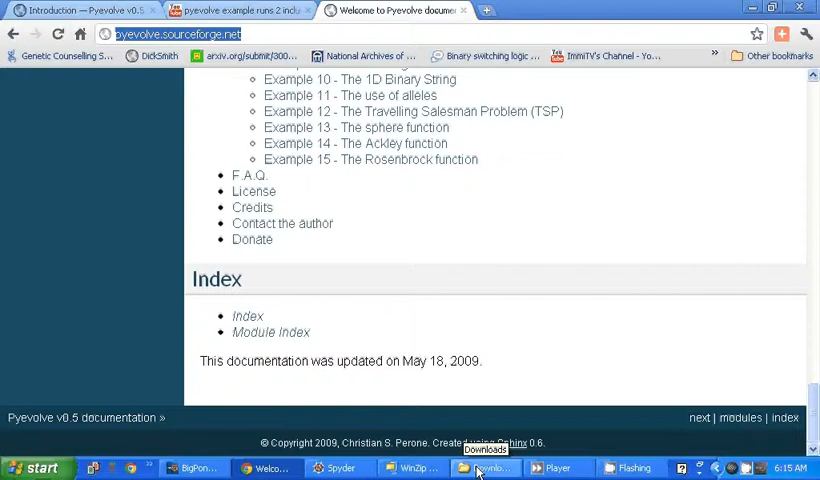 Introduction — Pyevolve v0.5
pyevolve example runs 2 inclu
Welcome to Pyevolve documen
pyevolve.sourceforge.net
Genetic Counselling S...
DickSmith
arxiv.org/submit/300...
National Archives of ...
Binary switching logic ...
ImmiTV's Channel - Yo...
»
Other bookmarks
Example 10 - The 1D Binary String
Example 11 - The use of alleles
Example 12 - The Travelling Salesman Problem (TSP)
Example 13 - The sphere function
Example 14 - The Ackley function
Example 15 - The Rosenbrock function
F.A.Q.
License
Credits
Contact the author
Donate
Index
Index
Module Index
This documentation was updated on May 18, 2009.
Pyevolve v0.5 documentation »
next | modules | index
© Copyright 2009, Christian S. Perone. Created using Sphinx 0.6.
Downloads
start
BigPon...
Welco...
Spyder
WinZip ...
Downlo...
Player
Flashing
6:15 AM